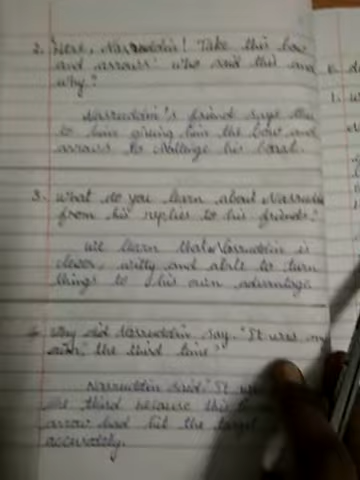 2. Here, Nasruddin! Take this bow
and arrows! who said this and
why?
Nasruddin's friend says this
to him giving him the bow and
arrows to challenge his boast.
3. What do you learn about Nasruddin
from his replies to his friends?
We learn that Nasruddin is
clever, witty and able to turn
things to his own advantage.
Why did Nasruddin say, "It was
the third time?
Nasruddin said, "It
the third because this
arrow had hit the target
accurately.